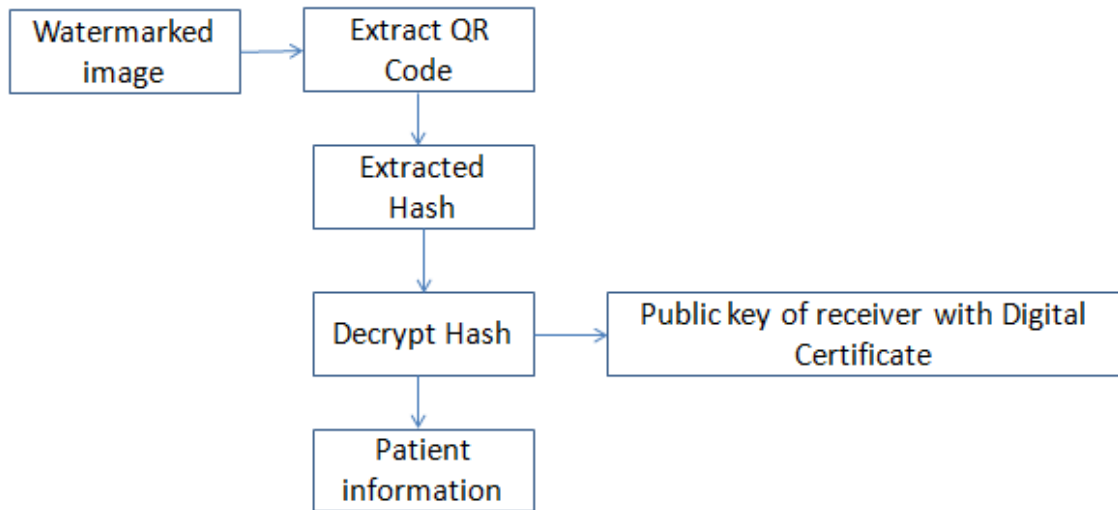 Watermarked
image
Extract QR
Code
Extracted
Hash
Decrypt Hash
Public key of receiver with Digital
Certificate
Patient
information